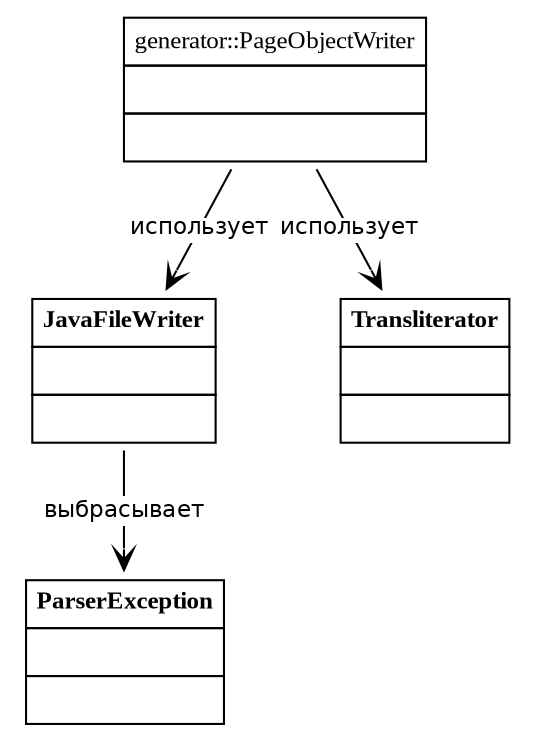 generator::PageObjectWriter
использует использует
JavaFileWriter
Transliterator
выбрасывает
ParserException